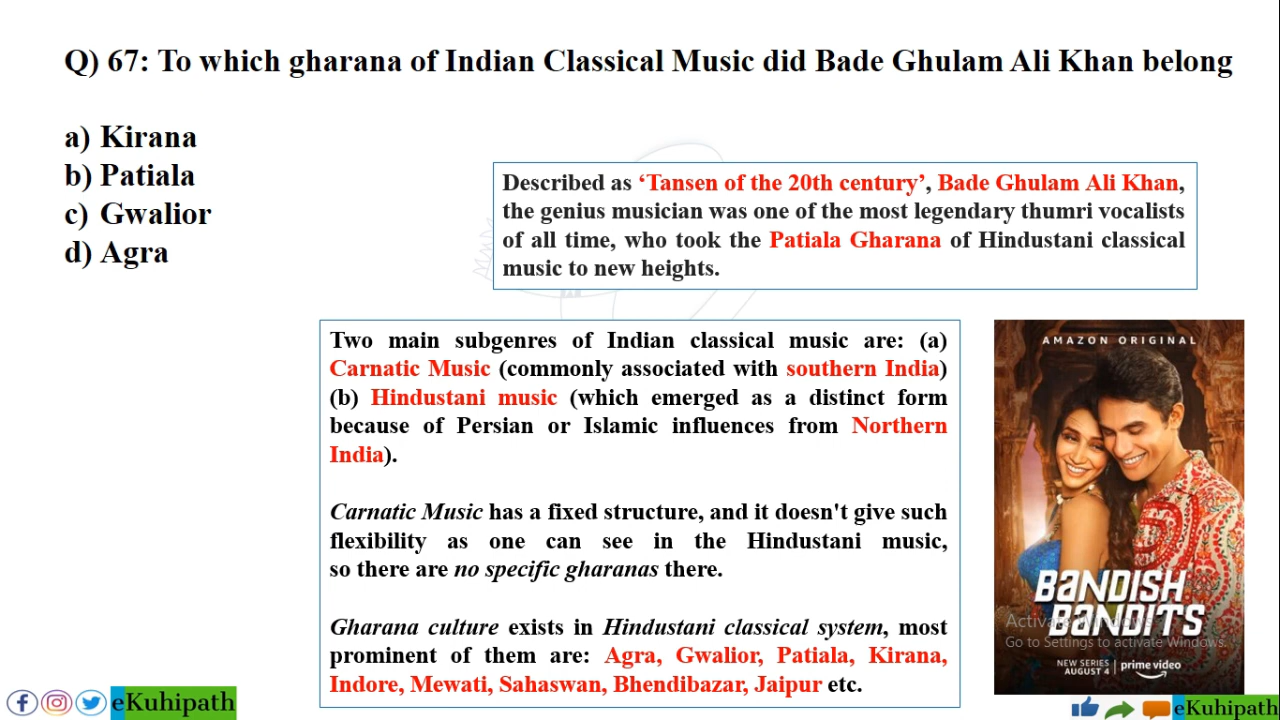 Q) 67: To which gharana of Indian Classical Music did Bade Ghulam Ali Khan belong
a) Kirana
b) Patiala
c) Gwalior
d) Agra
Described as ‘Tansen of the 20th century’, Bade Ghulam Ali Khan,
the genius musician was one of the most legendary thumri vocalists
of all time, who took the Patiala Gharana of Hindustani classical
music to new heights.
Two main subgenres of Indian classical music are: (a)
Carnatic Music (commonly associated with southern India)
(b) Hindustani music (which emerged as a distinct form
because of Persian or Islamic influences from Northern
India).
Carnatic Music has a fixed structure, and it doesn't give such
flexibility as one can see in the Hindustani music,
so there are no specific gharanas there.
Gharana culture exists in Hindustani classical system, most
prominent of them are: Agra, Gwalior, Patiala, Kirana,
Indore, Mewati, Sahaswan, Bhendibazar, Jaipur etc.
AMAZON ORIGINAL
BANDISH
BANDITS
Activate Windows
Go to Settings to activate Windows.
NEW SERIES
AUGUST 4
prime video
eKuhipath
eKuhipath